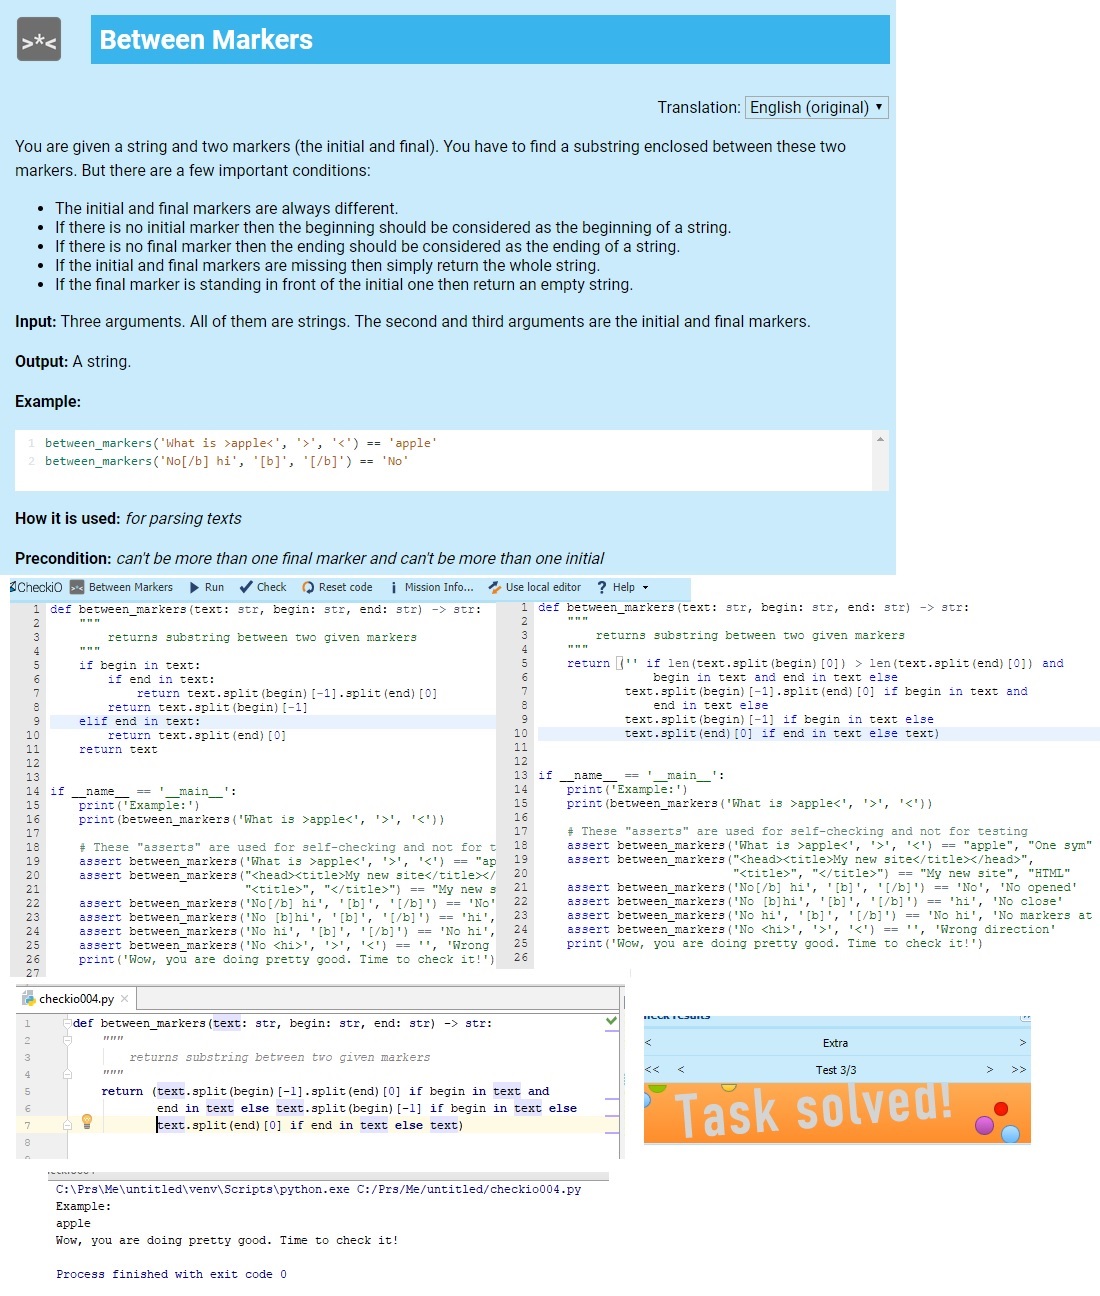 >*< Between Markers
Translation: English (original) ▼
You are given a string and two markers (the initial and final). You have to find a substring enclosed between these two
markers. But there are a few important conditions:
• The initial and final markers are always different.
• If there is no initial marker then the beginning should be considered as the beginning of a string.
• If there is no final marker then the ending should be considered as the ending of a string.
• If the initial and final markers are missing then simply return the whole string.
• If the final marker is standing in front of the initial one then return an empty string.
Input: Three arguments. All of them are strings. The second and third arguments are the initial and final markers.
Output: A string.
Example:
1 between_markers('What is >apple<', '>', '<') == 'apple'
2 between_markers('No[/b] hi', '[b]', '[/b]') == 'No'
How it is used: for parsing texts
Precondition: can't be more than one final marker and can't be more than one initial
CheckiO >*< Between Markers Run Check Reset code Mission Info... Use local editor ? Help
1 def between_markers(text: str, begin: str, end: str) -> str:
2     """
3         returns substring between two given markers
4     """
5     if begin in text:
6         if end in text:
7             return text.split(begin)[-1].split(end)[0]
8         return text.split(begin)[-1]
9     elif end in text:
10         return text.split(end)[0]
11     return text
12
13
14 if __name__ == '__main__':
15     print('Example:')
16     print(between_markers('What is >apple<', '>', '<'))
17
18     # These "asserts" are used for self-checking and not for t
19     assert between_markers('What is >apple<', '>', '<') == "ap
20     assert between_markers("<head><title>My new site</title></
21                            "<title>", "</title>") == "My new s
22     assert between_markers('No[/b] hi', '[b]', '[/b]') == 'No'
23     assert between_markers('No [b]hi', '[b]', '[/b]') == 'hi',
24     assert between_markers('No hi', '[b]', '[/b]') == 'No hi',
25     assert between_markers('No <hi>', '>', '<') == '', 'Wrong
26     print('Wow, you are doing pretty good. Time to check it!')
27
1 def between_markers(text: str, begin: str, end: str) -> str:
2     """
3         returns substring between two given markers
4     """
5     return ('' if len(text.split(begin)[0]) > len(text.split(end)[0]) and
6                 begin in text and end in text else
7             text.split(begin)[-1].split(end)[0] if begin in text and
8                 end in text else
9             text.split(begin)[-1] if begin in text else
10             text.split(end)[0] if end in text else text)
11
12
13 if __name__ == '__main__':
14     print('Example:')
15     print(between_markers('What is >apple<', '>', '<'))
16
17     # These "asserts" are used for self-checking and not for testing
18     assert between_markers('What is >apple<', '>', '<') == "apple", "One sym"
19     assert between_markers("<head><title>My new site</title></head>",
20                            "<title>", "</title>") == "My new site", "HTML"
21     assert between_markers('No[/b] hi', '[b]', '[/b]') == 'No', 'No opened'
22     assert between_markers('No [b]hi', '[b]', '[/b]') == 'hi', 'No close'
23     assert between_markers('No hi', '[b]', '[/b]') == 'No hi', 'No markers at
24     assert between_markers('No <hi>', '>', '<') == '', 'Wrong direction'
25     print('Wow, you are doing pretty good. Time to check it!')
26
checkio004.py ×
1 def between_markers(text: str, begin: str, end: str) -> str:
2     """
3         returns substring between two given markers
4     """
5     return (text.split(begin)[-1].split(end)[0] if begin in text and
6             end in text else text.split(begin)[-1] if begin in text else
7             text.split(end)[0] if end in text else text)
8
< Extra >
<< < Test 3/3 > >>
Task solved!
C:\Prs\Me\untitled\venv\Scripts\python.exe C:/Prs/Me/untitled/checkio004.py
Example:
apple
Wow, you are doing pretty good. Time to check it!
Process finished with exit code 0